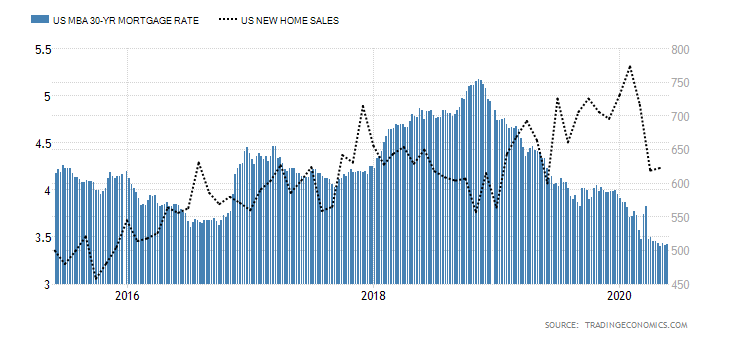 US MBA 30-YR MORTGAGE RATE US NEW HOME SALES
5.5 800
750
5 700
4.5 650
4 600
550
3.5 500
3 450
2016 2018 2020
SOURCE: TRADINGECONOMICS.COM